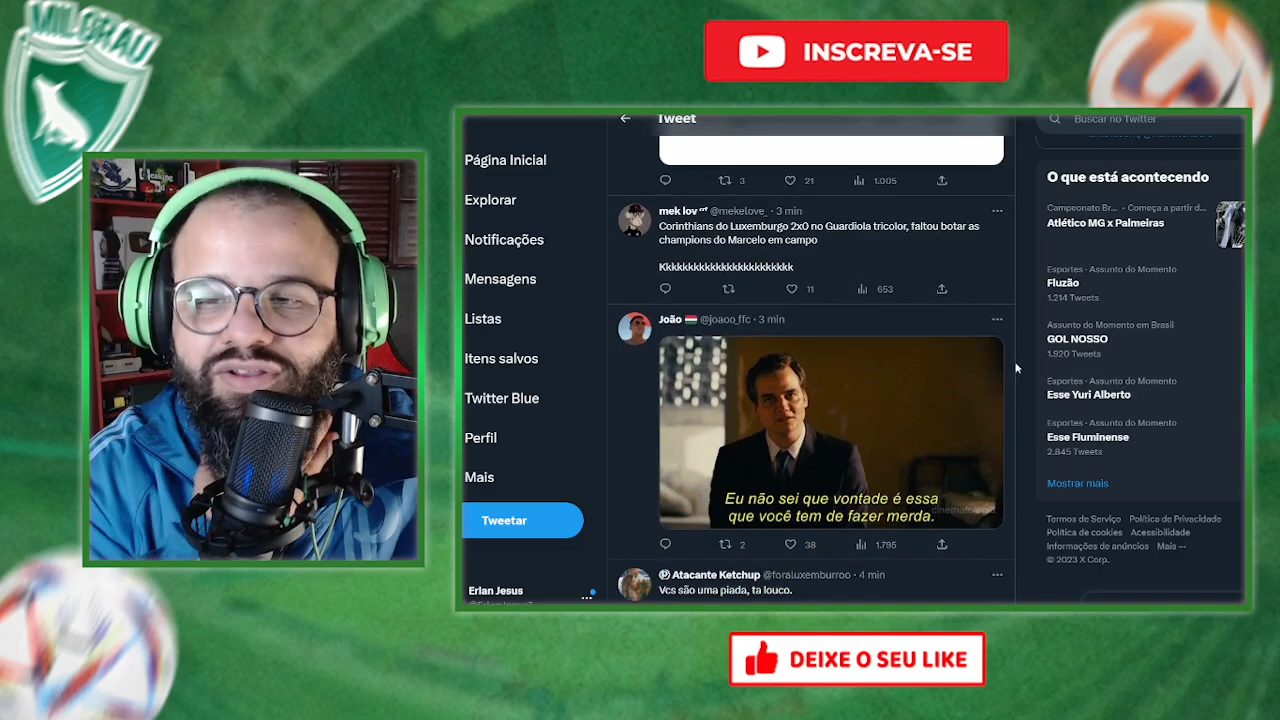 MILGRAU
INSCREVA-SE
Tweet
Buscar no Twitter
Página Inicial
Explorar
Notificações
Mensagens
Listas
Itens salvos
Twitter Blue
Perfil
Mais
Tweetar
Erlan Jesus
3 21 1.005
mek lov @mekelove_ · 3 min
Corinthians do Luxemburgo 2x0 no Guardiola tricolor, faltou botar as
champions do Marcelo em campo
Kkkkkkkkkkkkkkkkkkkkkkkk
11 653
João @joaoo_ffc · 3 min
Eu não sei que vontade é essa
que você tem de fazer merda.
2 38 1.795
Atacante Ketchup @foraluxemburroo · 4 min
Vcs são uma piada, ta louco.
O que está acontecendo
Campeonato Br... · Começa a partir d...
Atlético MG x Palmeiras
Esportes · Assunto do Momento
Fluzão
1.214 Tweets
Assunto do Momento em Brasil
GOL NOSSO
1.920 Tweets
Esportes · Assunto do Momento
Esse Yuri Alberto
Esportes · Assunto do Momento
Esse Fluminense
2.845 Tweets
Mostrar mais
Termos de Serviço Política de Privacidade
Política de cookies Acessibilidade
Informações de anúncios Mais ···
© 2023 X Corp.
DEIXE O SEU LIKE